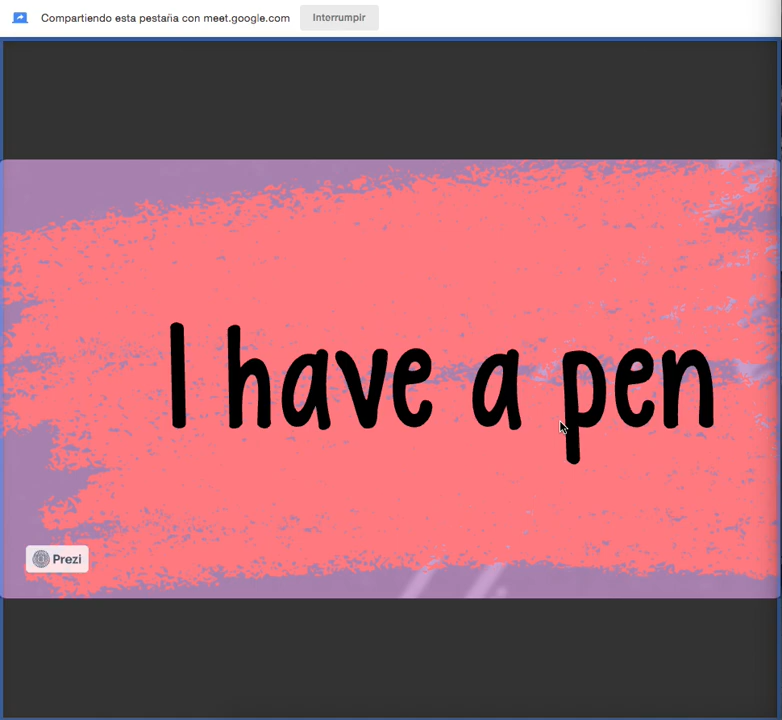 Compartiendo esta pestaña con meet.google.com
Interrumpir
I have a pen
Prezi